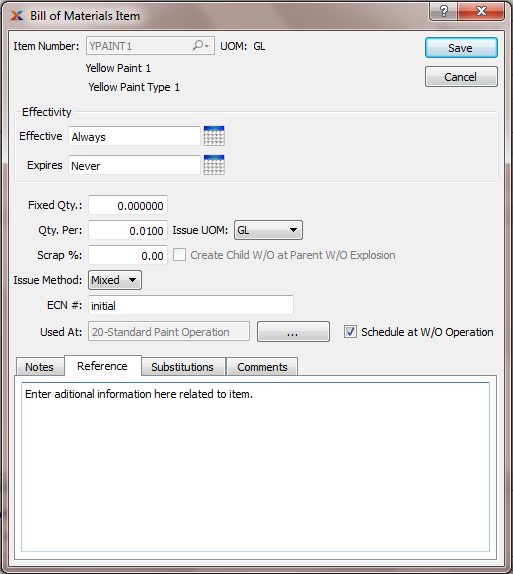 Bill of Materials Item
Item Number: YPAINT1 UOM: GL Save
Yellow Paint 1
Yellow Paint Type 1 Cancel
Effectivity
Effective Always
Expires Never
Fixed Qty.: 0.000000
Qty. Per: 0.0100 Issue UOM: GL
Scrap %: 0.00 Create Child W/O at Parent W/O Explosion
Issue Method: Mixed
ECN #: initial
Used At: 20-Standard Paint Operation ... Schedule at W/O Operation
Notes Reference Substitutions Comments
Enter aditional information here related to item.